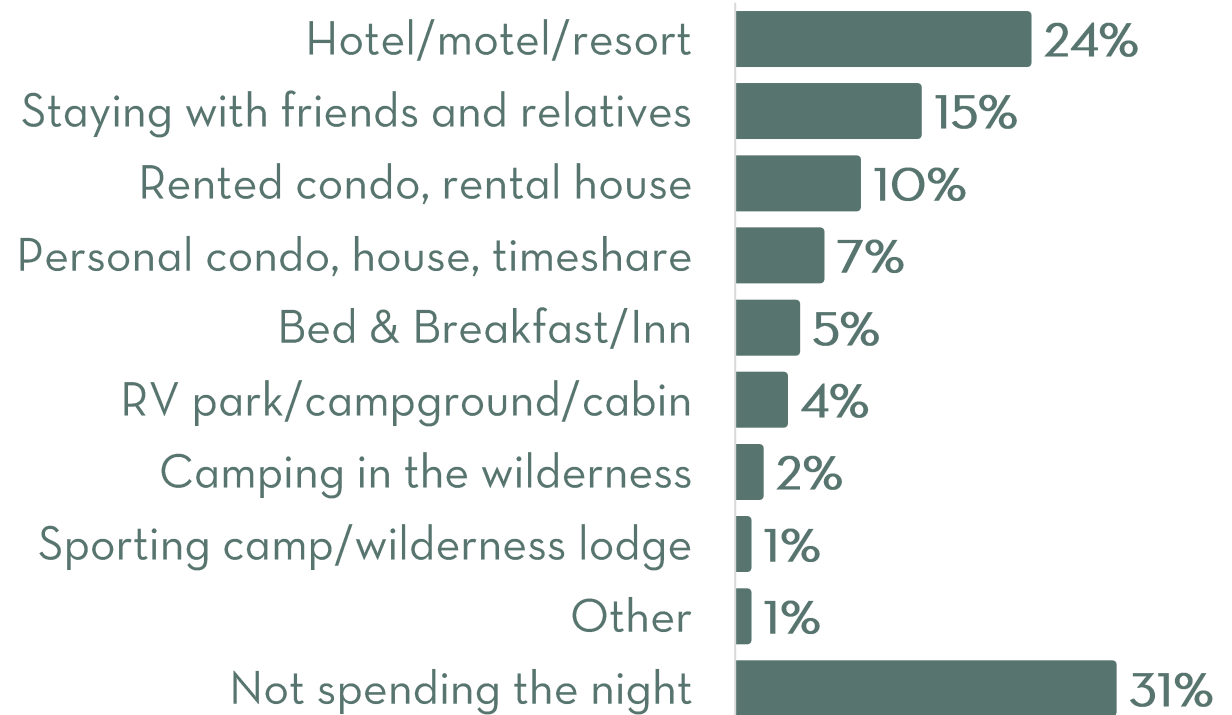 Hotel/motel/resort 24%
Staying with friends and relatives 15%
Rented condo, rental house 10%
Personal condo, house, timeshare 7%
Bed & Breakfast/Inn 5%
RV park/campground/cabin 4%
Camping in the wilderness 2%
Sporting camp/wilderness lodge 1%
Other 1%
Not spending the night 31%